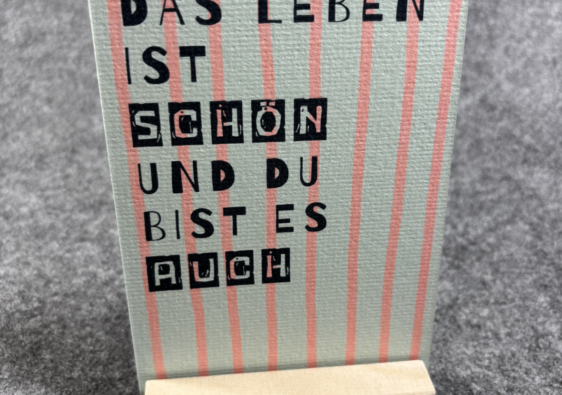 DAS LEBEN
IST
SCHÖN
UND DU
BIST ES
AUCH